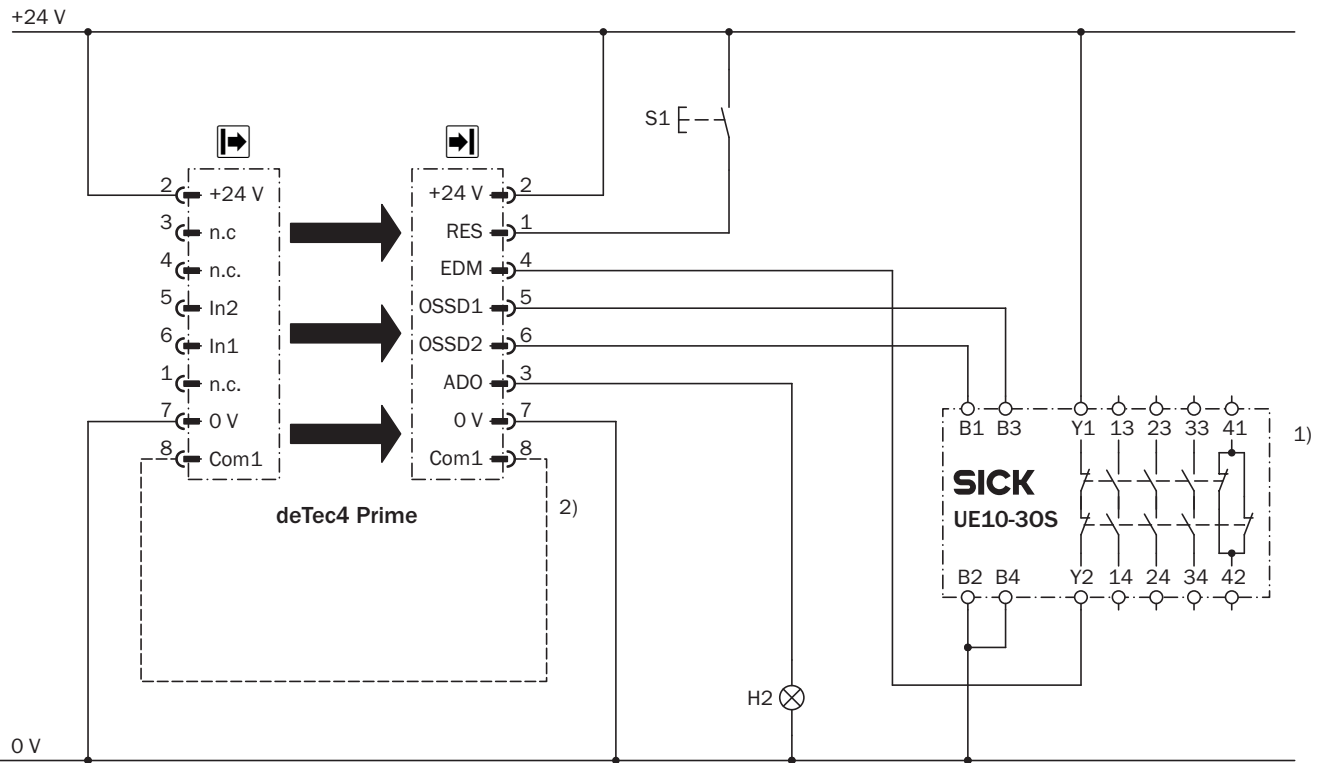 +24 V
S1
2 +24 V
3 n.c
4 n.c.
5 In2
6 In1
1 n.c.
7 0 V
8 Com1
+24 V 2
RES 1
EDM 4
OSSD1 5
OSSD2 6
ADO 3
0 V 7
Com1 8
deTec4 Prime
2)
B1 B3 Y1 13 23 33 41
1)
SICK
UE10-30S
B2 B4 Y2 14 24 34 42
H2
0 V